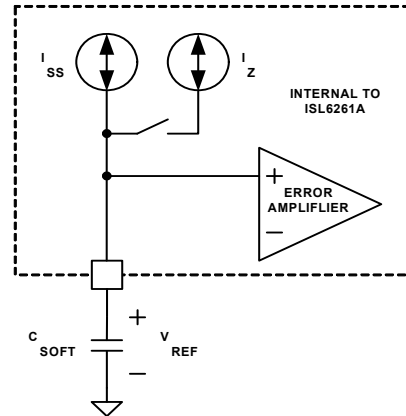 I SS
I Z
INTERNAL TO
ISL6261A
+
ERROR
AMPLIFLIER
−
C SOFT
+
V REF
−